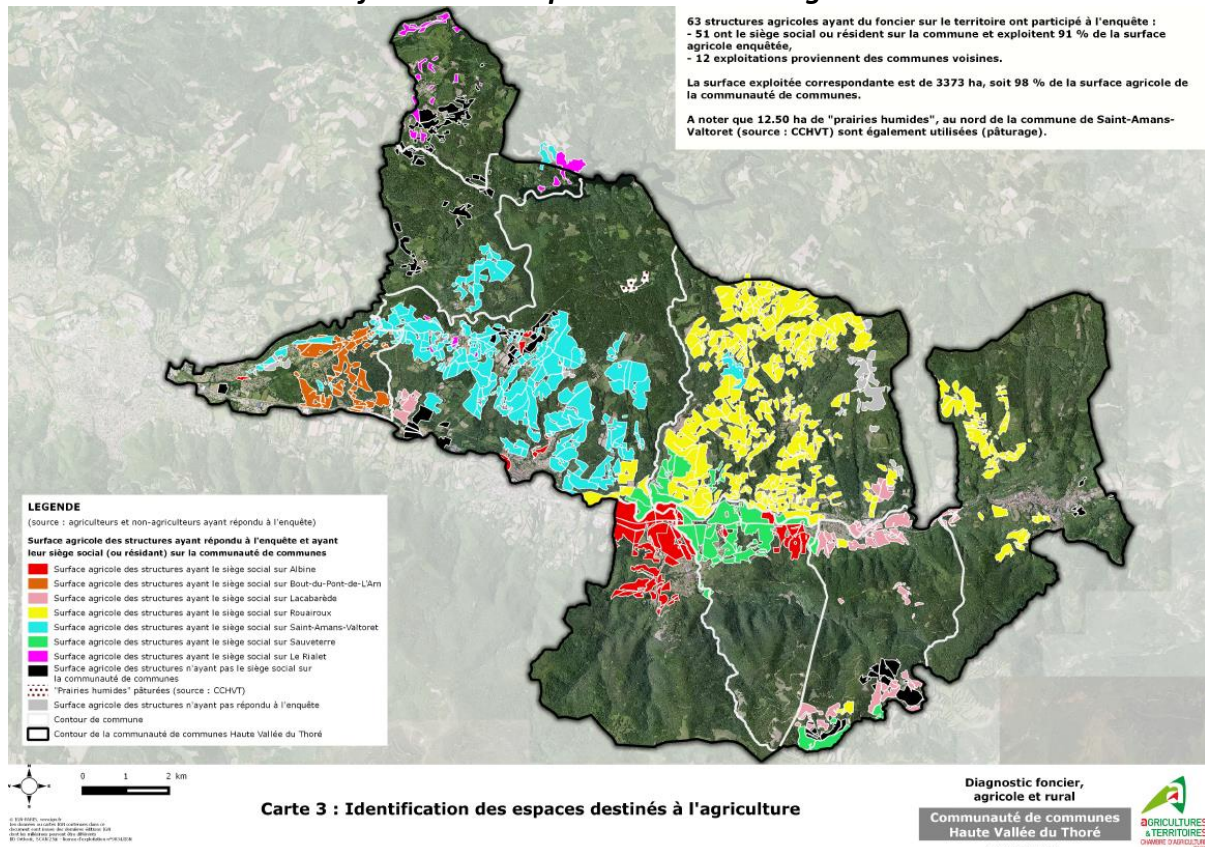 63 structures agricoles ayant du foncier sur le territoire ont participé à l'enquête :
- 51 ont le siège social ou résident sur la commune et exploitent 91 % de la surface
agricole enquêtée,
- 12 exploitations proviennent des communes voisines.
La surface exploitée correspondante est de 3373 ha, soit 98 % de la surface agricole de
la communauté de communes.
A noter que 12.50 ha de "prairies humides", au nord de la commune de Saint-Amans-
Valtoret (source : CCHVT) sont également utilisées (pâturage).
LEGENDE
(source : agriculteurs et non-agriculteurs ayant répondu à l'enquête)
Surface agricole des structures ayant répondu à l'enquête et ayant
leur siège social (ou résidant) sur la communauté de communes
Surface agricole des structures ayant le siège social sur Albine
Surface agricole des structures ayant le siège social sur Bout-du-Pont-de-L'Arn
Surface agricole des structures ayant le siège social sur Lacabarède
Surface agricole des structures ayant le siège social sur Rouairoux
Surface agricole des structures ayant le siège social sur Saint-Amans-Valtoret
Surface agricole des structures ayant le siège social sur Sauveterre
Surface agricole des structures ayant le siège social sur Le Rialet
Surface agricole des structures n'ayant pas le siège social sur
la communauté de communes
"Prairies humides" pâturées (source : CCHVT)
Surface agricole des structures n'ayant pas répondu à l'enquête
Contour de commune
Contour de la communauté de communes Haute Vallée du Thoré
0 1 2 km
Carte 3 : Identification des espaces destinés à l'agriculture
Diagnostic foncier,
agricole et rural
Communauté de communes
Haute Vallée du Thoré
AGRICULTURES
& TERRITOIRES
CHAMBRE D'AGRICULTURE